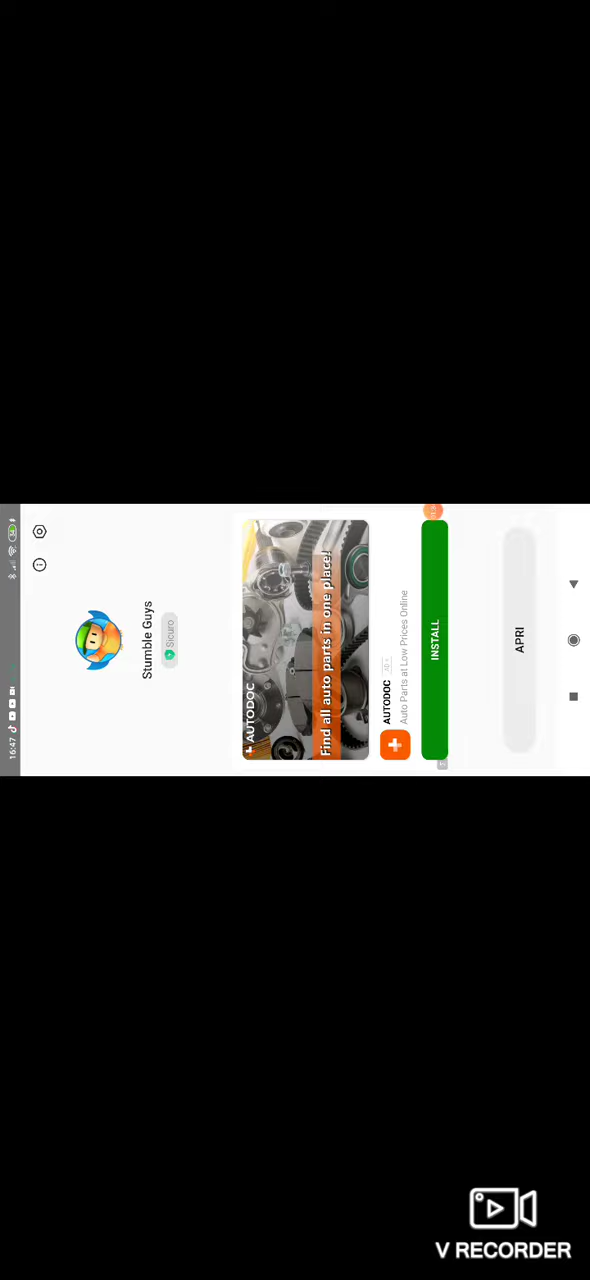 16:47
34
Stumble Guys
Sicuro
AUTODOC
Find all auto parts in one place!
AUTODOC
AD
Auto Parts at Low Prices Online
INSTALL
APRI
V RECORDER